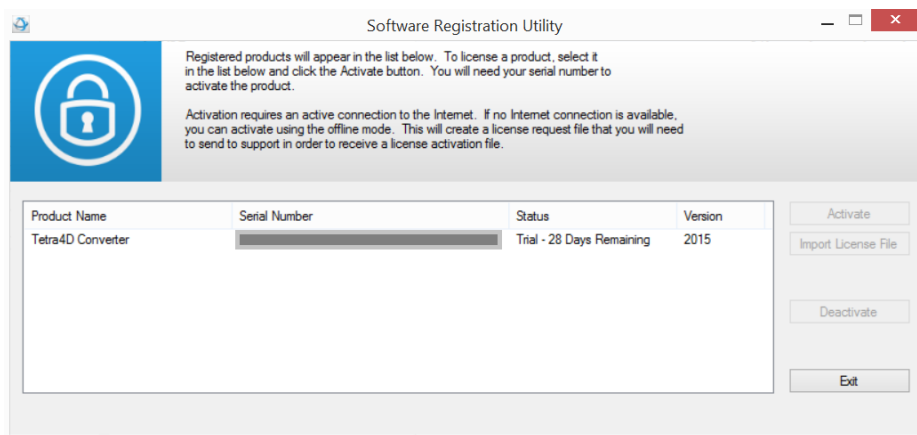 Software Registration Utility
Registered products will appear in the list below. To license a product, select it
in the list below and click the Activate button. You will need your serial number to
activate the product.
Activation requires an active connection to the Internet. If no Internet connection is available,
you can activate using the offline mode. This will create a license request file that you will need
to send to support in order to receive a license activation file.
Product Name Serial Number Status Version
Tetra4D Converter Trial - 28 Days Remaining 2015
Activate
Import License File
Deactivate
Exit